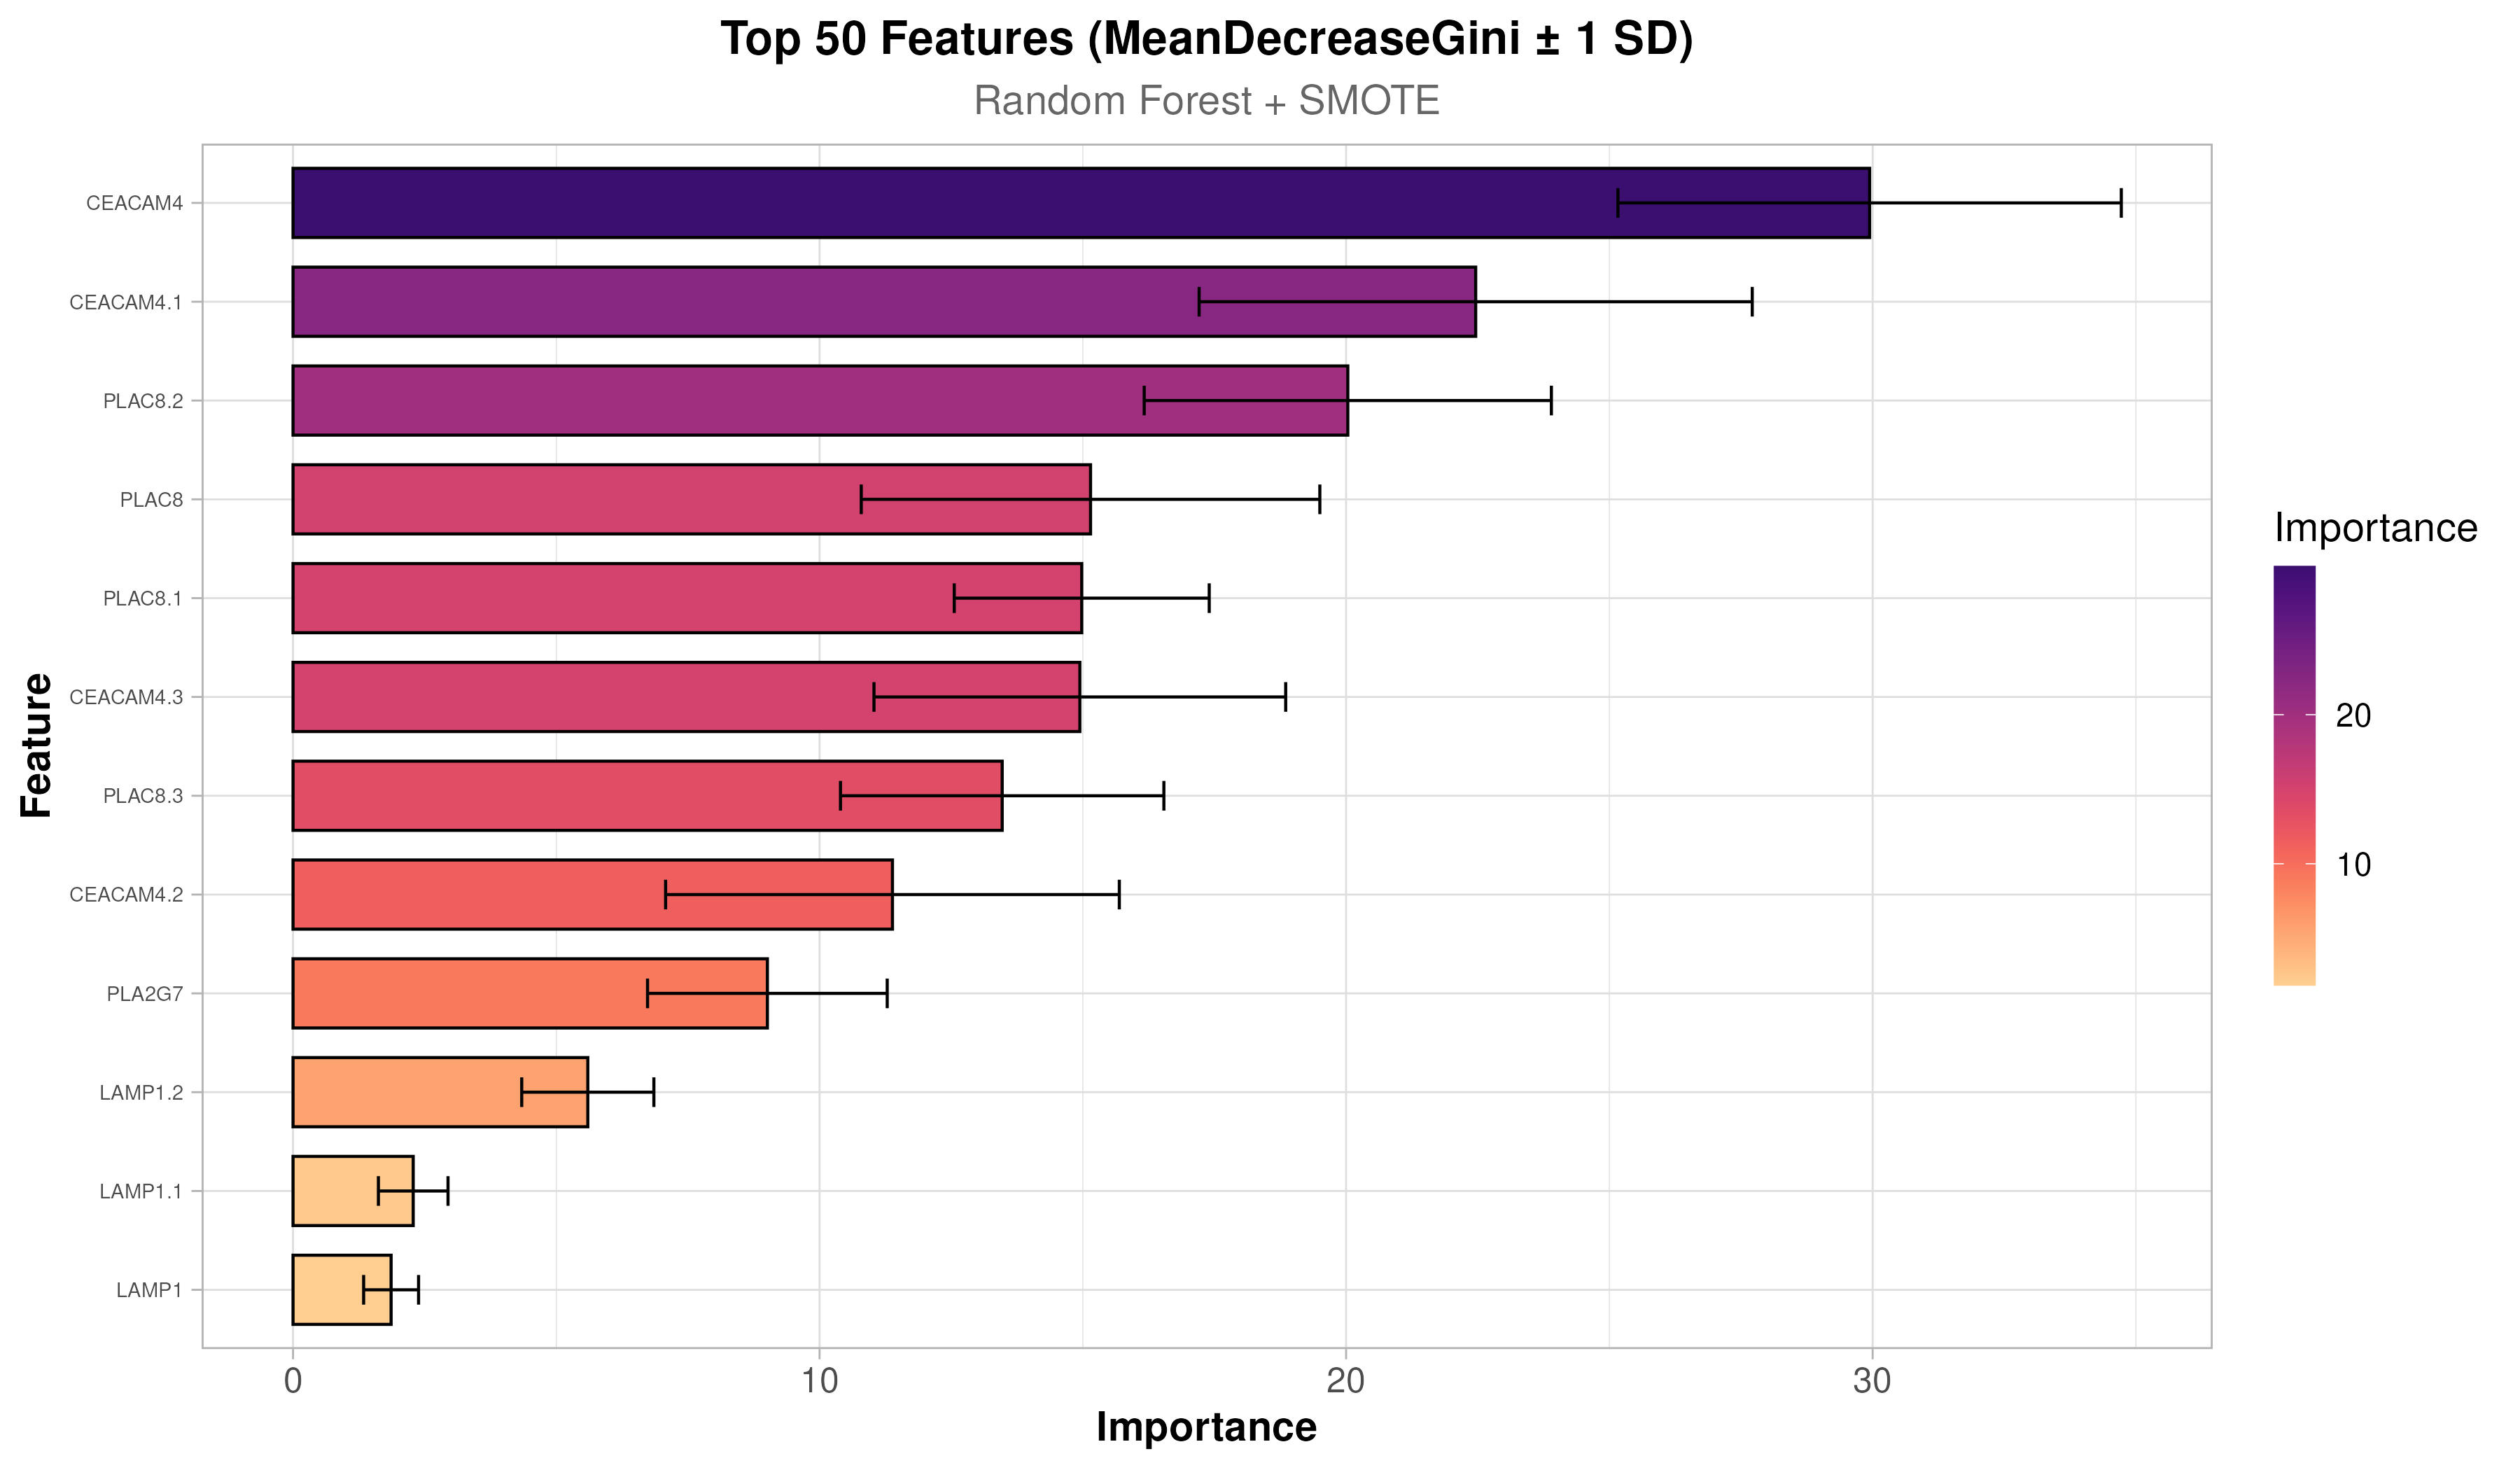 Top 50 Features (MeanDecreaseGini ± 1 SD)
Random Forest + SMOTE
Feature
CEACAM4
CEACAM4.1
PLAC8.2
PLAC8
PLAC8.1
CEACAM4.3
PLAC8.3
CEACAM4.2
PLA2G7
LAMP1.2
LAMP1.1
LAMP1
0 10 20 30
Importance
Importance
20
10